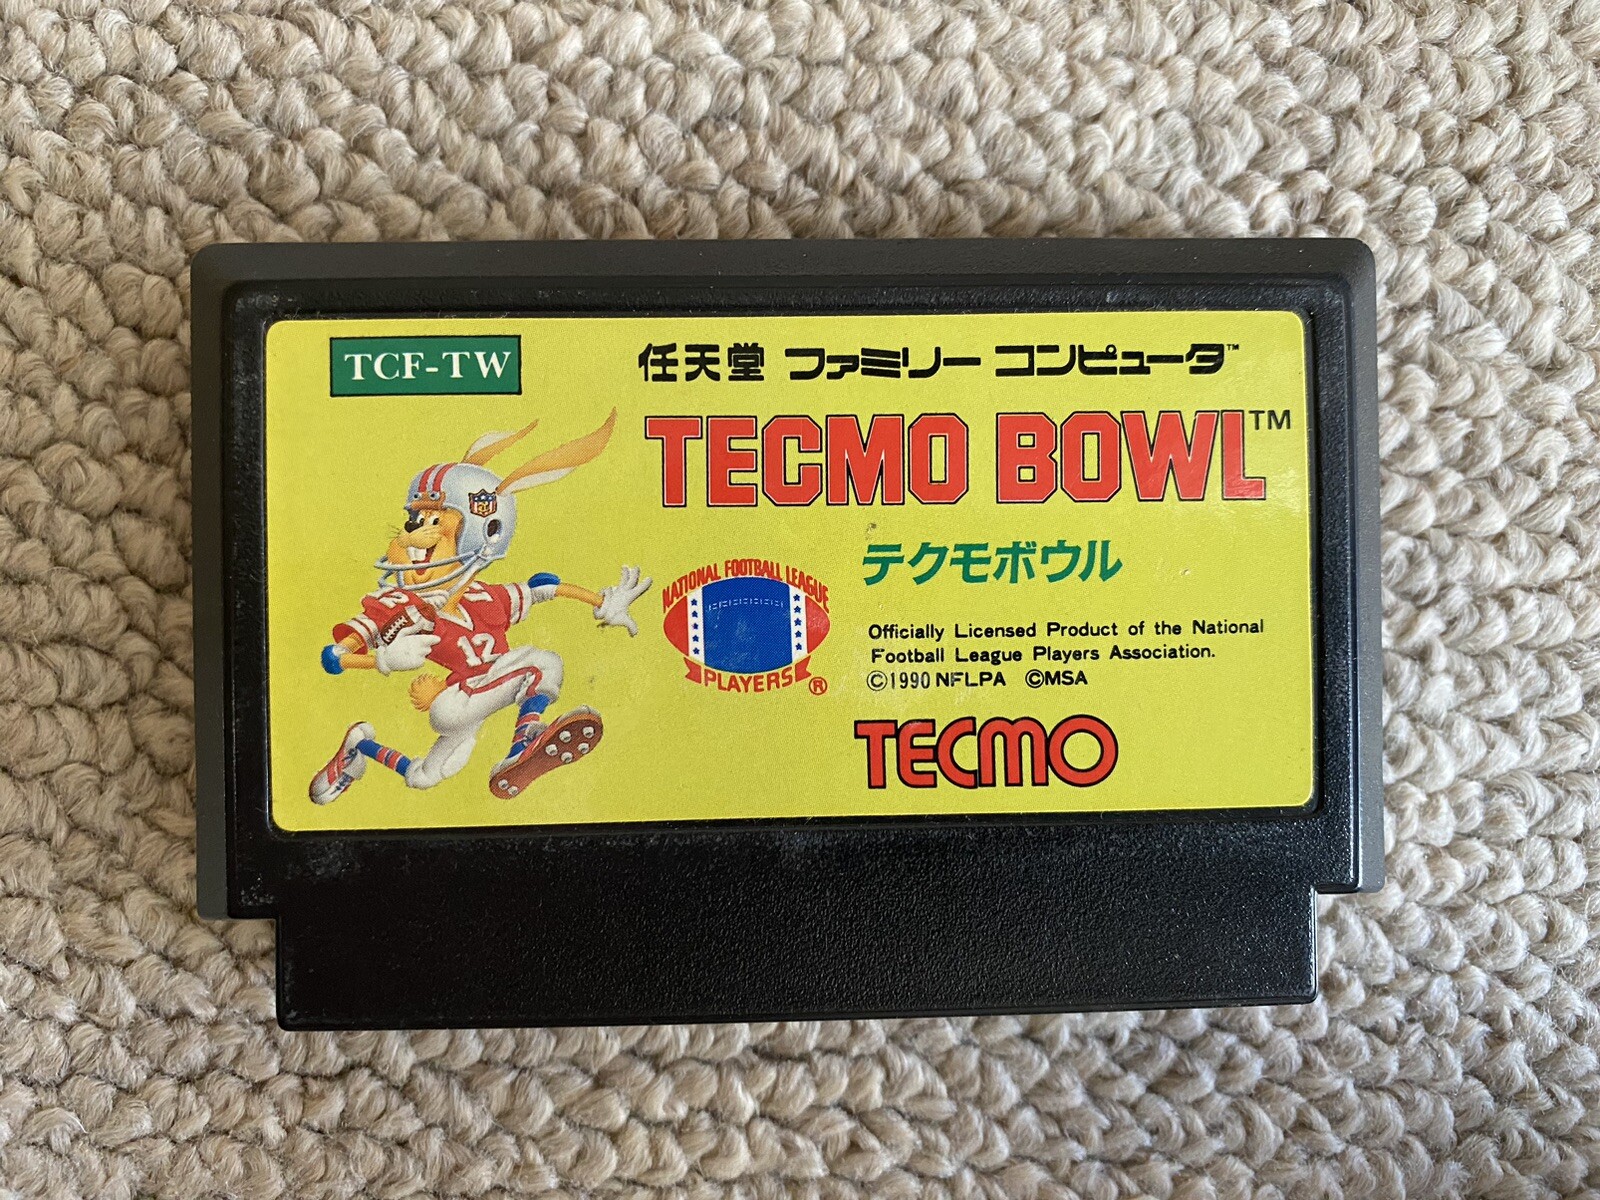 TCF-TW
任天堂 ファミリー コンピュータ™
TECMO BOWL™
テクモボウル
NATIONAL FOOTBALL LEAGUE
PLAYERS®
Officially Licensed Product of the National
Football League Players Association.
©1990 NFLPA ©MSA
TECMO
12